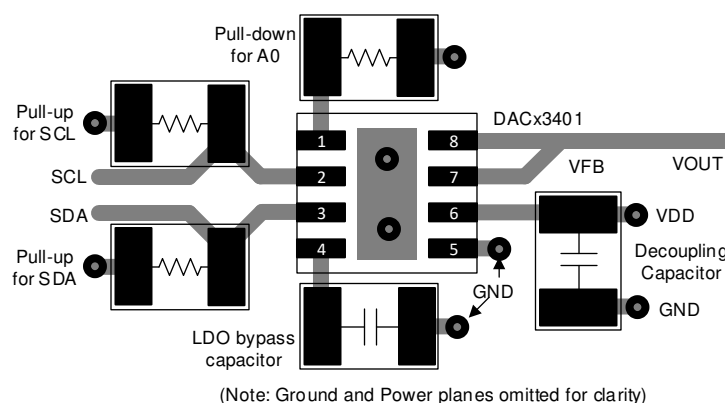 Pull-down
for A0
Pull-up
for SCL
DACx3401
1
8
VFB
VOUT
SCL
2
7
SDA
3
6
VDD
Pull-up
for SDA
4
5
Decoupling
Capacitor
GND
GND
LDO bypass
capacitor
(Note: Ground and Power planes omitted for clarity)